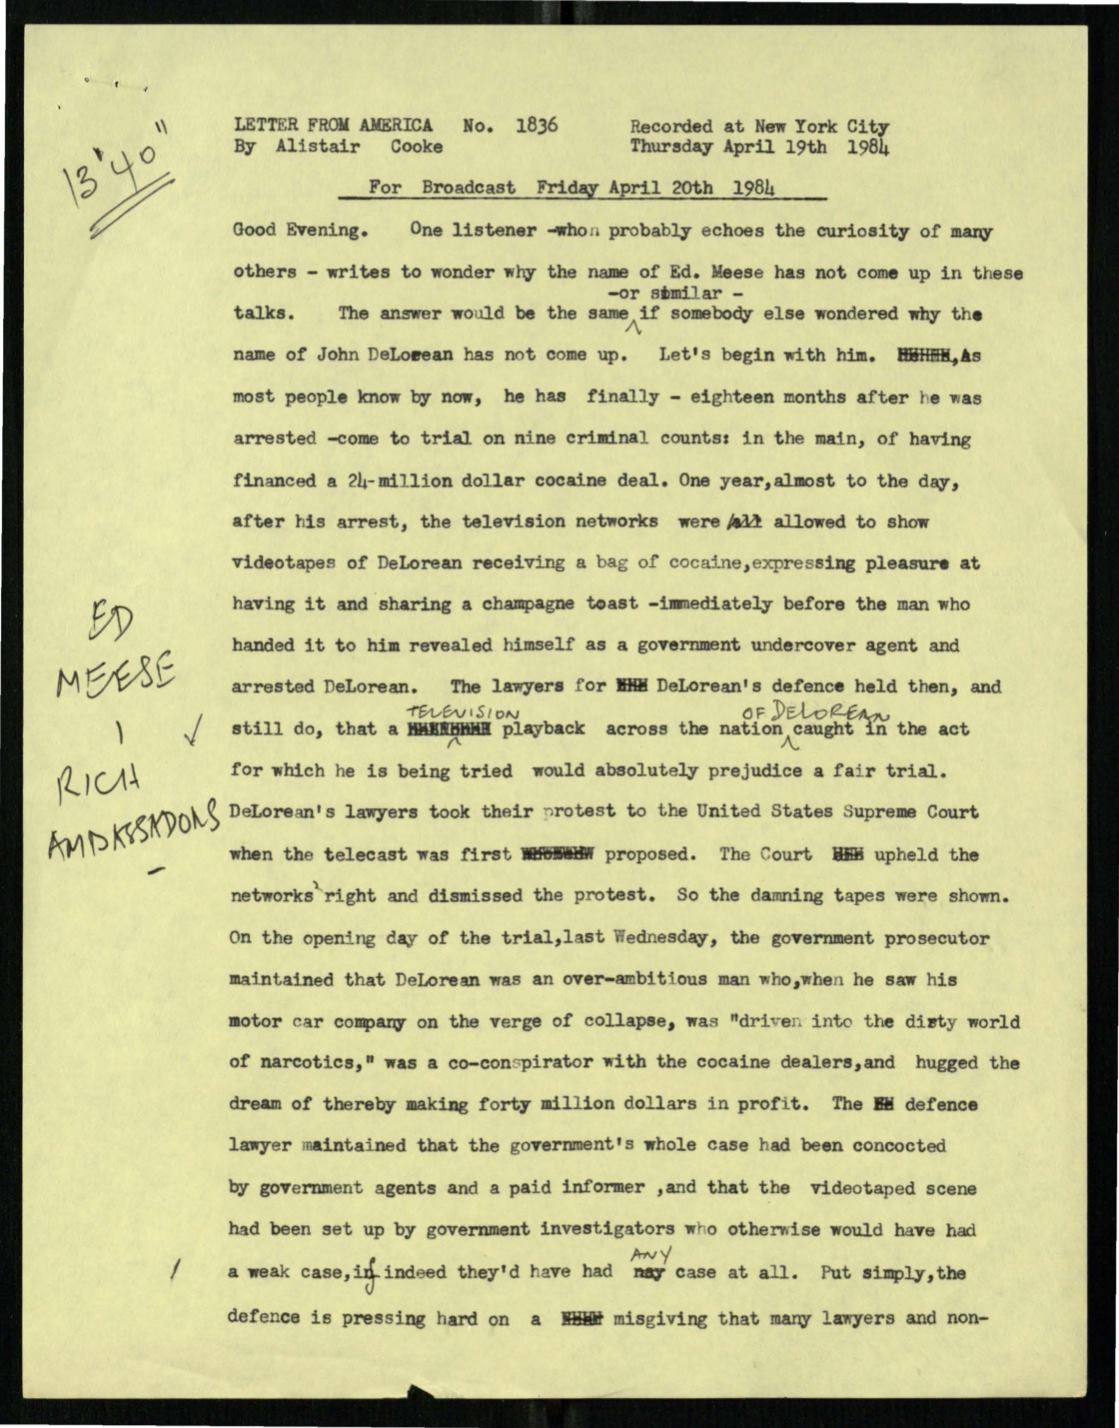 13'40"
LETTER FROM AMERICA No. 1836 Recorded at New York City
By Alistair Cooke Thursday April 19th 1984
For Broadcast Friday April 20th 1984
Good Evening. One listener -whon probably echoes the curiosity of many
others - writes to wonder why the name of Ed. Meese has not come up in these
-or similar -
talks. The answer would be the same if somebody else wondered why the
name of John DeLorean has not come up. Let's begin with him. ,As
most people know by now, he has finally - eighteen months after he was
arrested -come to trial on nine criminal counts: in the main, of having
financed a 24-million dollar cocaine deal. One year,almost to the day,
after his arrest, the television networks were all allowed to show
videotapes of DeLorean receiving a bag of cocaine,expressing pleasure at
having it and sharing a champagne toast -immediately before the man who
handed it to him revealed himself as a government undercover agent and
arrested DeLorean. The lawyers for DeLorean's defence held then, and
TELEVISION OF DELOREAN
still do, that a playback across the nation caught in the act
for which he is being tried would absolutely prejudice a fair trial.
DeLorean's lawyers took their protest to the United States Supreme Court
when the telecast was first proposed. The Court upheld the
networks' right and dismissed the protest. So the damning tapes were shown.
On the opening day of the trial,last Wednesday, the government prosecutor
maintained that DeLorean was an over-ambitious man who,when he saw his
motor car company on the verge of collapse, was "driven into the dirty world
of narcotics," was a co-conspirator with the cocaine dealers,and hugged the
dream of thereby making forty million dollars in profit. The defence
lawyer maintained that the government's whole case had been concocted
by government agents and a paid informer ,and that the videotaped scene
had been set up by government investigators who otherwise would have had
ANY
a weak case,if indeed they'd have had nay case at all. Put simply,the
defence is pressing hard on a misgiving that many lawyers and non-
ED
MEESE
1
RICH
AMBASSADORS